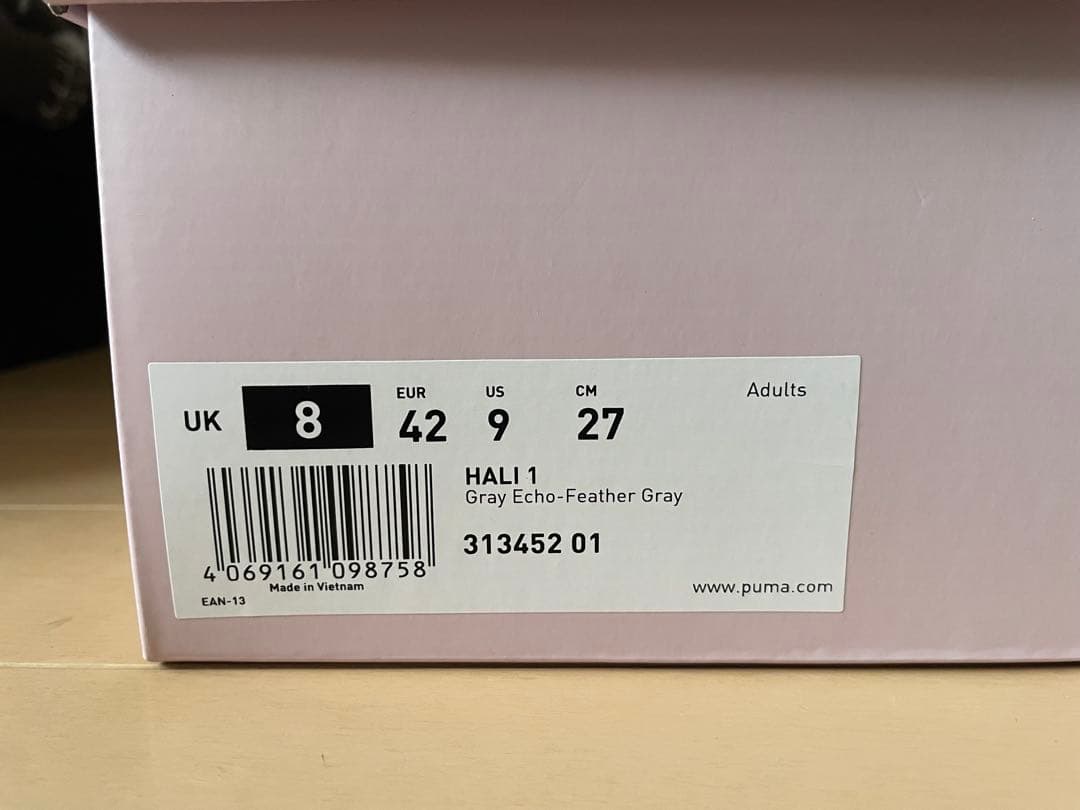 UK 8 EUR 42 US 9 CM 27 Adults
HALI 1
Gray Echo-Feather Gray
313452 01
4 069161 098758
Made in Vietnam
EAN-13
www.puma.com